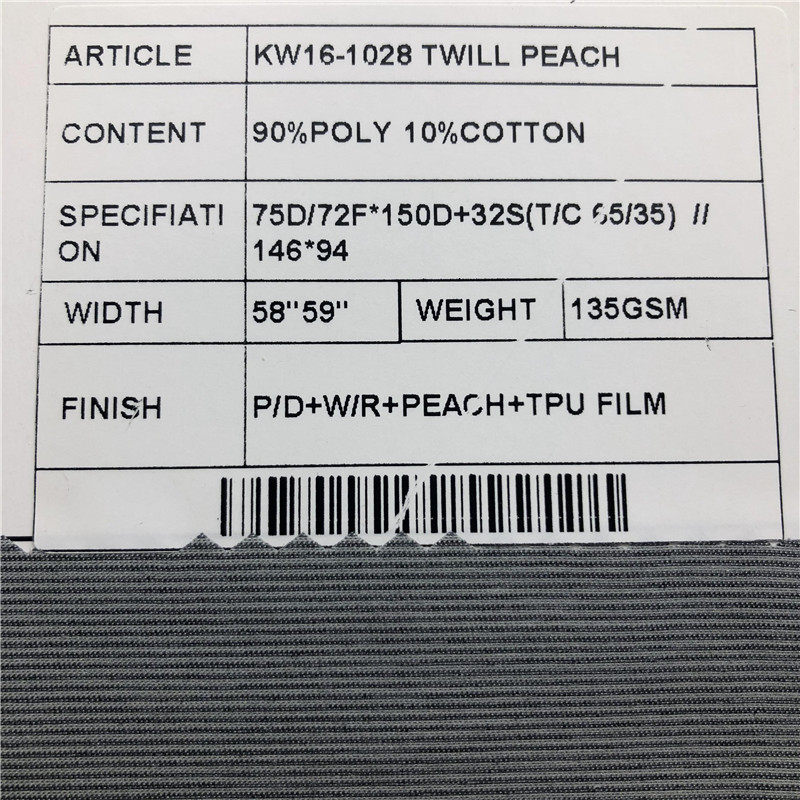 ARTICLE KW16-1028 TWILL PEACH
CONTENT 90%POLY 10%COTTON
SPECIFIATI 75D/72F*150D+32S(T/C 65/35) //
ON 146*94
WIDTH 58"59" WEIGHT 135GSM
FINISH P/D+W/R+PEACH+TPU FILM